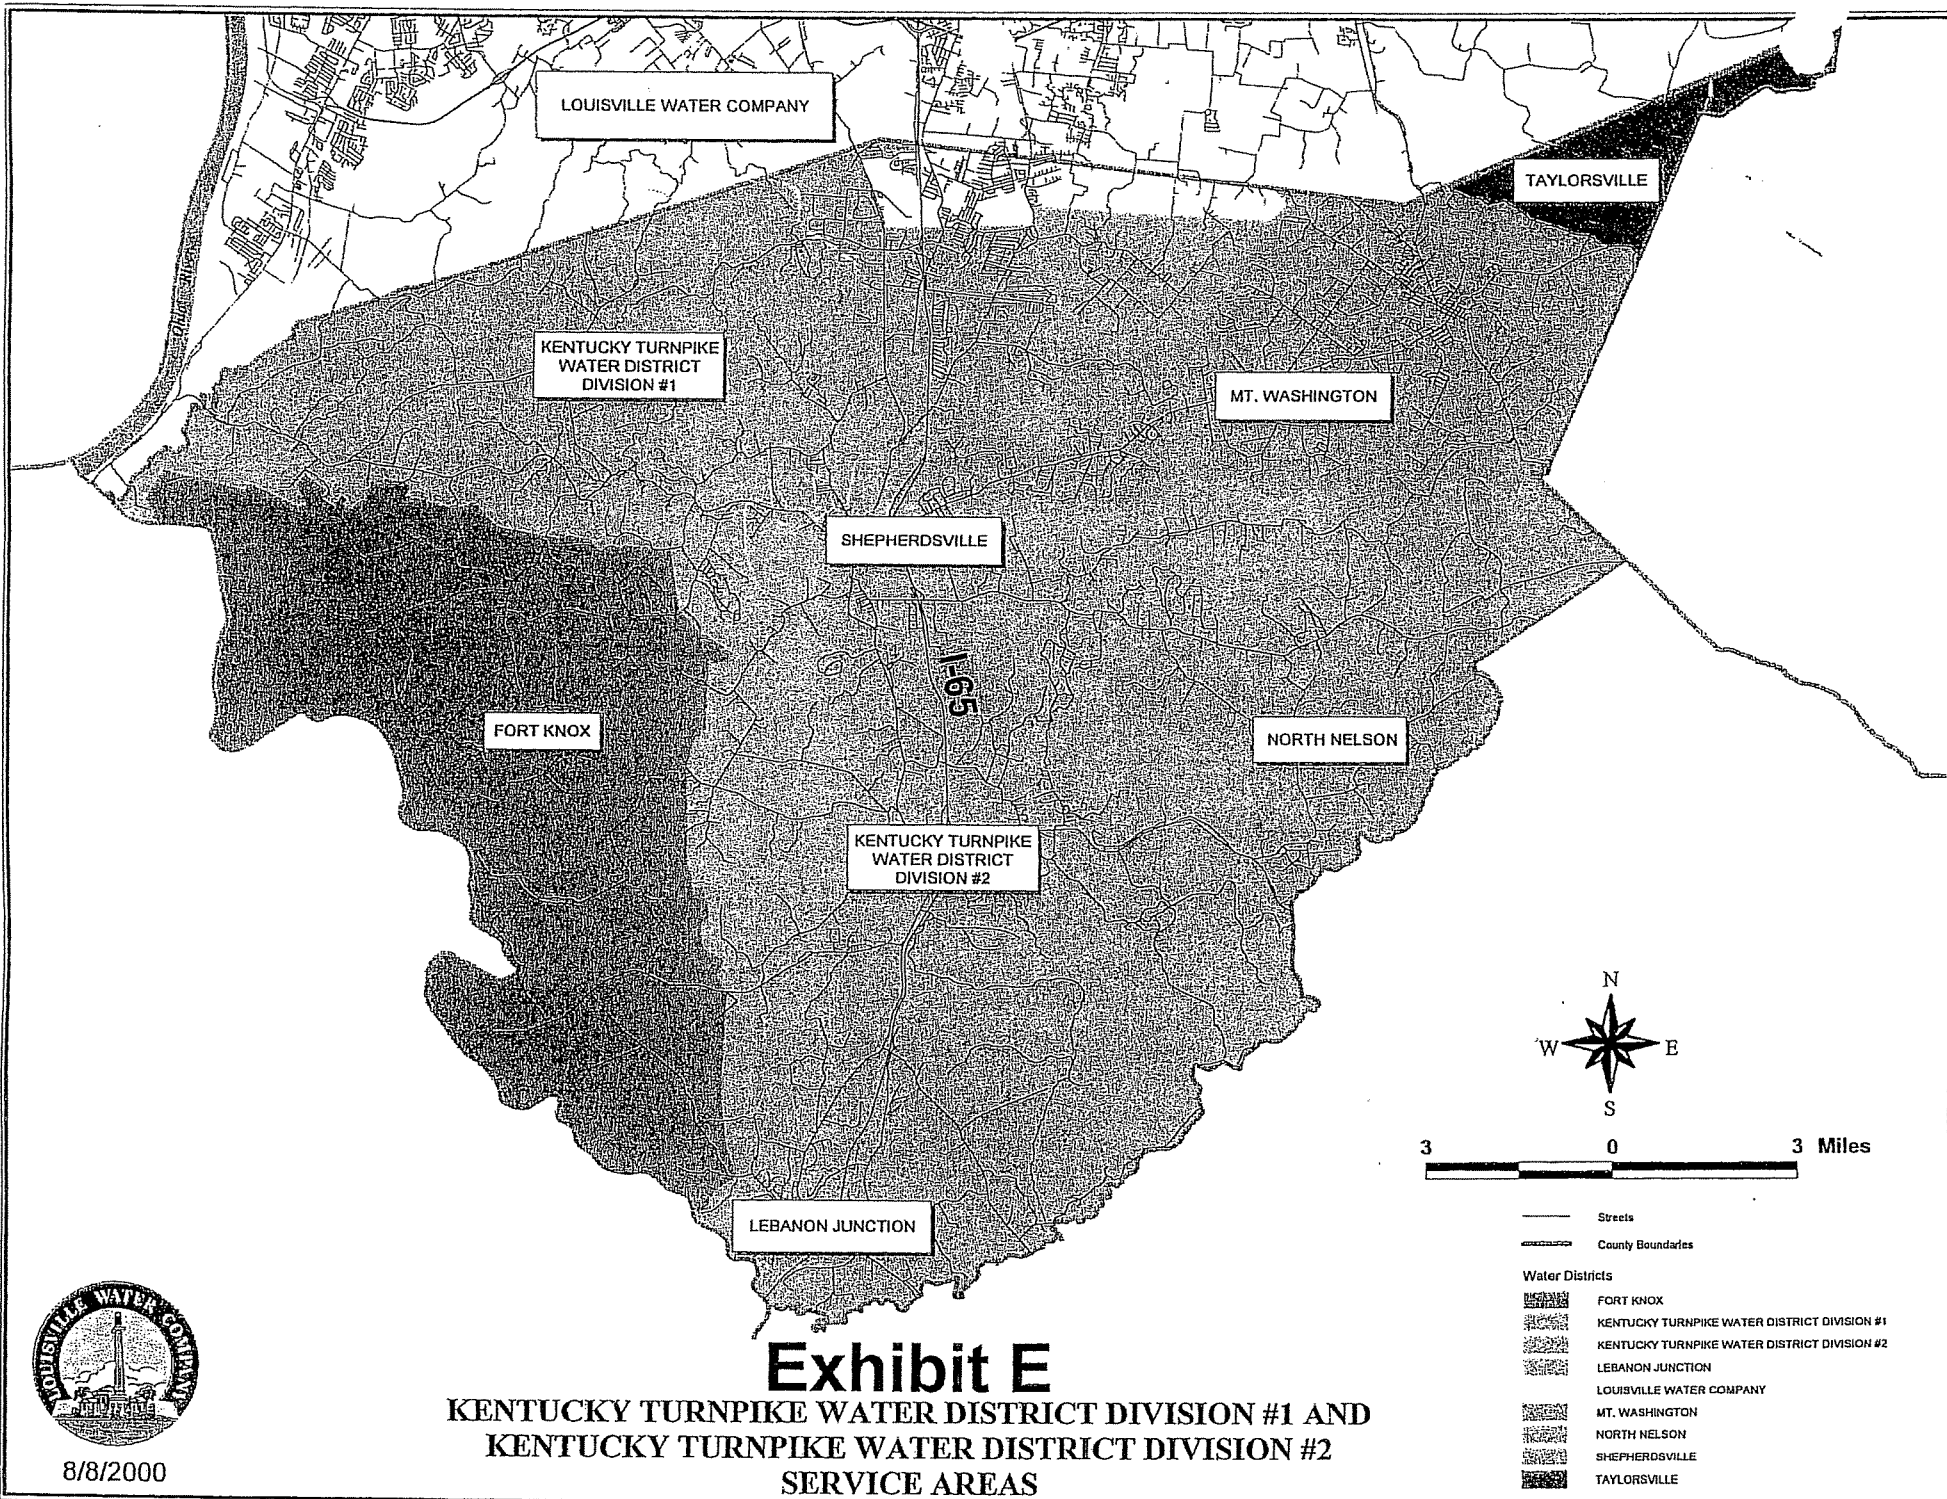 LOUISVILLE WATER COMPANY
TAYLORSVILLE
KENTUCKY TURNPIKE
WATER DISTRICT
DIVISION #1
MT. WASHINGTON
SHEPHERDSVILLE
I-65
FORT KNOX
NORTH NELSON
KENTUCKY TURNPIKE
WATER DISTRICT
DIVISION #2
LEBANON JUNCTION
N
W E
S
3 0 3 Miles
Streets
County Boundaries
Water Districts
FORT KNOX
KENTUCKY TURNPIKE WATER DISTRICT DIVISION #1
KENTUCKY TURNPIKE WATER DISTRICT DIVISION #2
LEBANON JUNCTION
LOUISVILLE WATER COMPANY
MT. WASHINGTON
NORTH NELSON
SHEPHERDSVILLE
TAYLORSVILLE
LOUISVILLE WATER COMPANY
8/8/2000
Exhibit E
KENTUCKY TURNPIKE WATER DISTRICT DIVISION #1 AND
KENTUCKY TURNPIKE WATER DISTRICT DIVISION #2
SERVICE AREAS